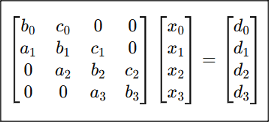 b₀ c₀ 0 0 x₀ d₀
a₁ b₁ c₁ 0 x₁ = d₁
0 a₂ b₂ c₂ x₂ d₂
0 0 a₃ b₃ x₃ d₃